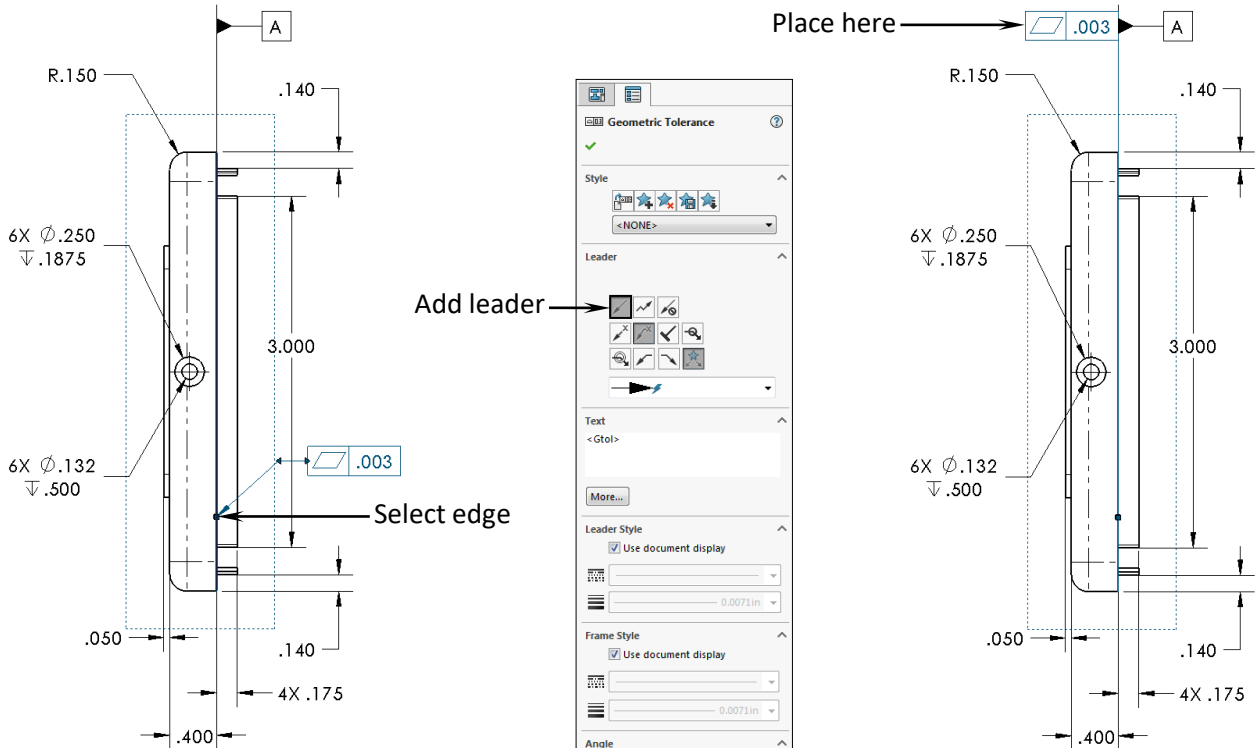 A
R.150
.140
6X ∅.250
↧.1875
3.000
6X ∅.132
↧.500
⏥ .003
Select edge
.050
.140
4X .175
.400
Add leader
Geometric Tolerance
Style
<NONE>
Leader
Text
<Gtol>
More...
Leader Style
Use document display
0.0071in
Frame Style
Use document display
0.0071in
Angle
Place here
⏥ .003
A
R.150
.140
6X ∅.250
↧.1875
3.000
6X ∅.132
↧.500
.050
.140
4X .175
.400